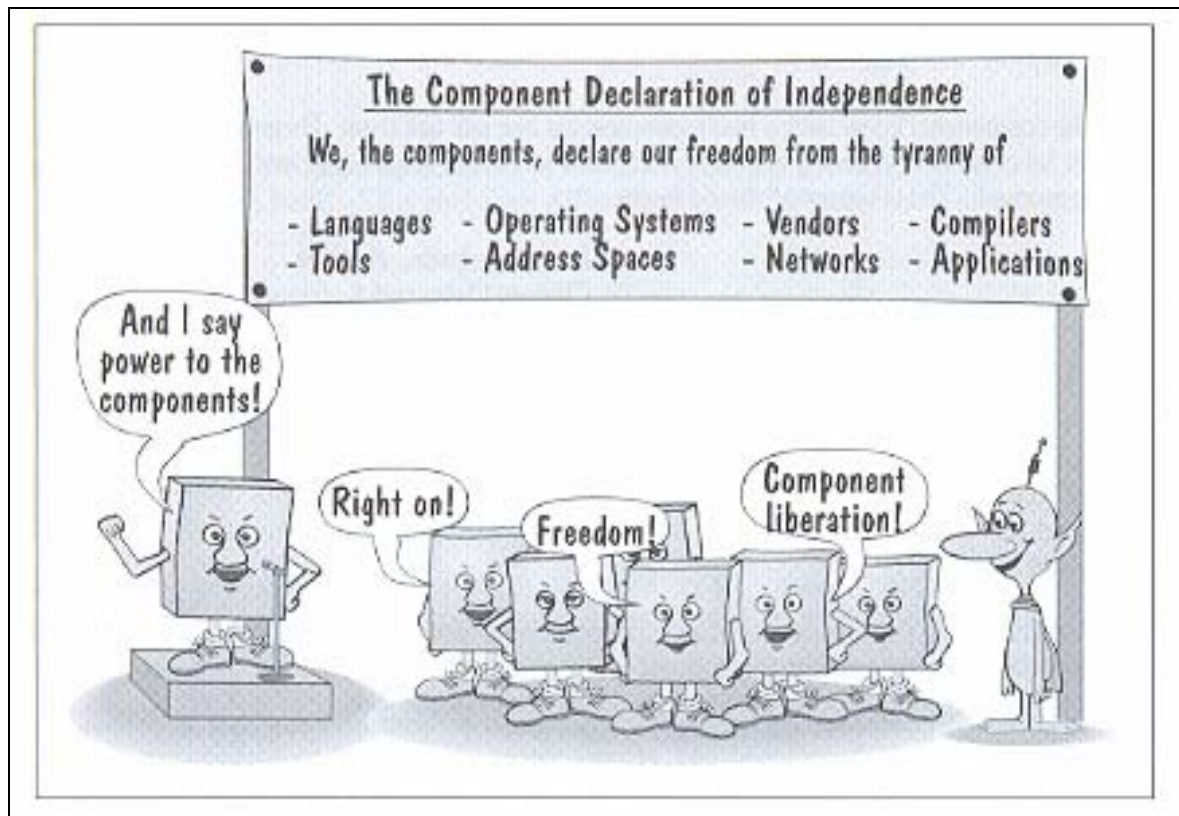 The Component Declaration of Independence
We, the components, declare our freedom from the tyranny of
- Languages - Operating Systems - Vendors - Compilers
- Tools - Address Spaces - Networks - Applications
And I say
power to the
components!
Right on!
Freedom!
Component
liberation!